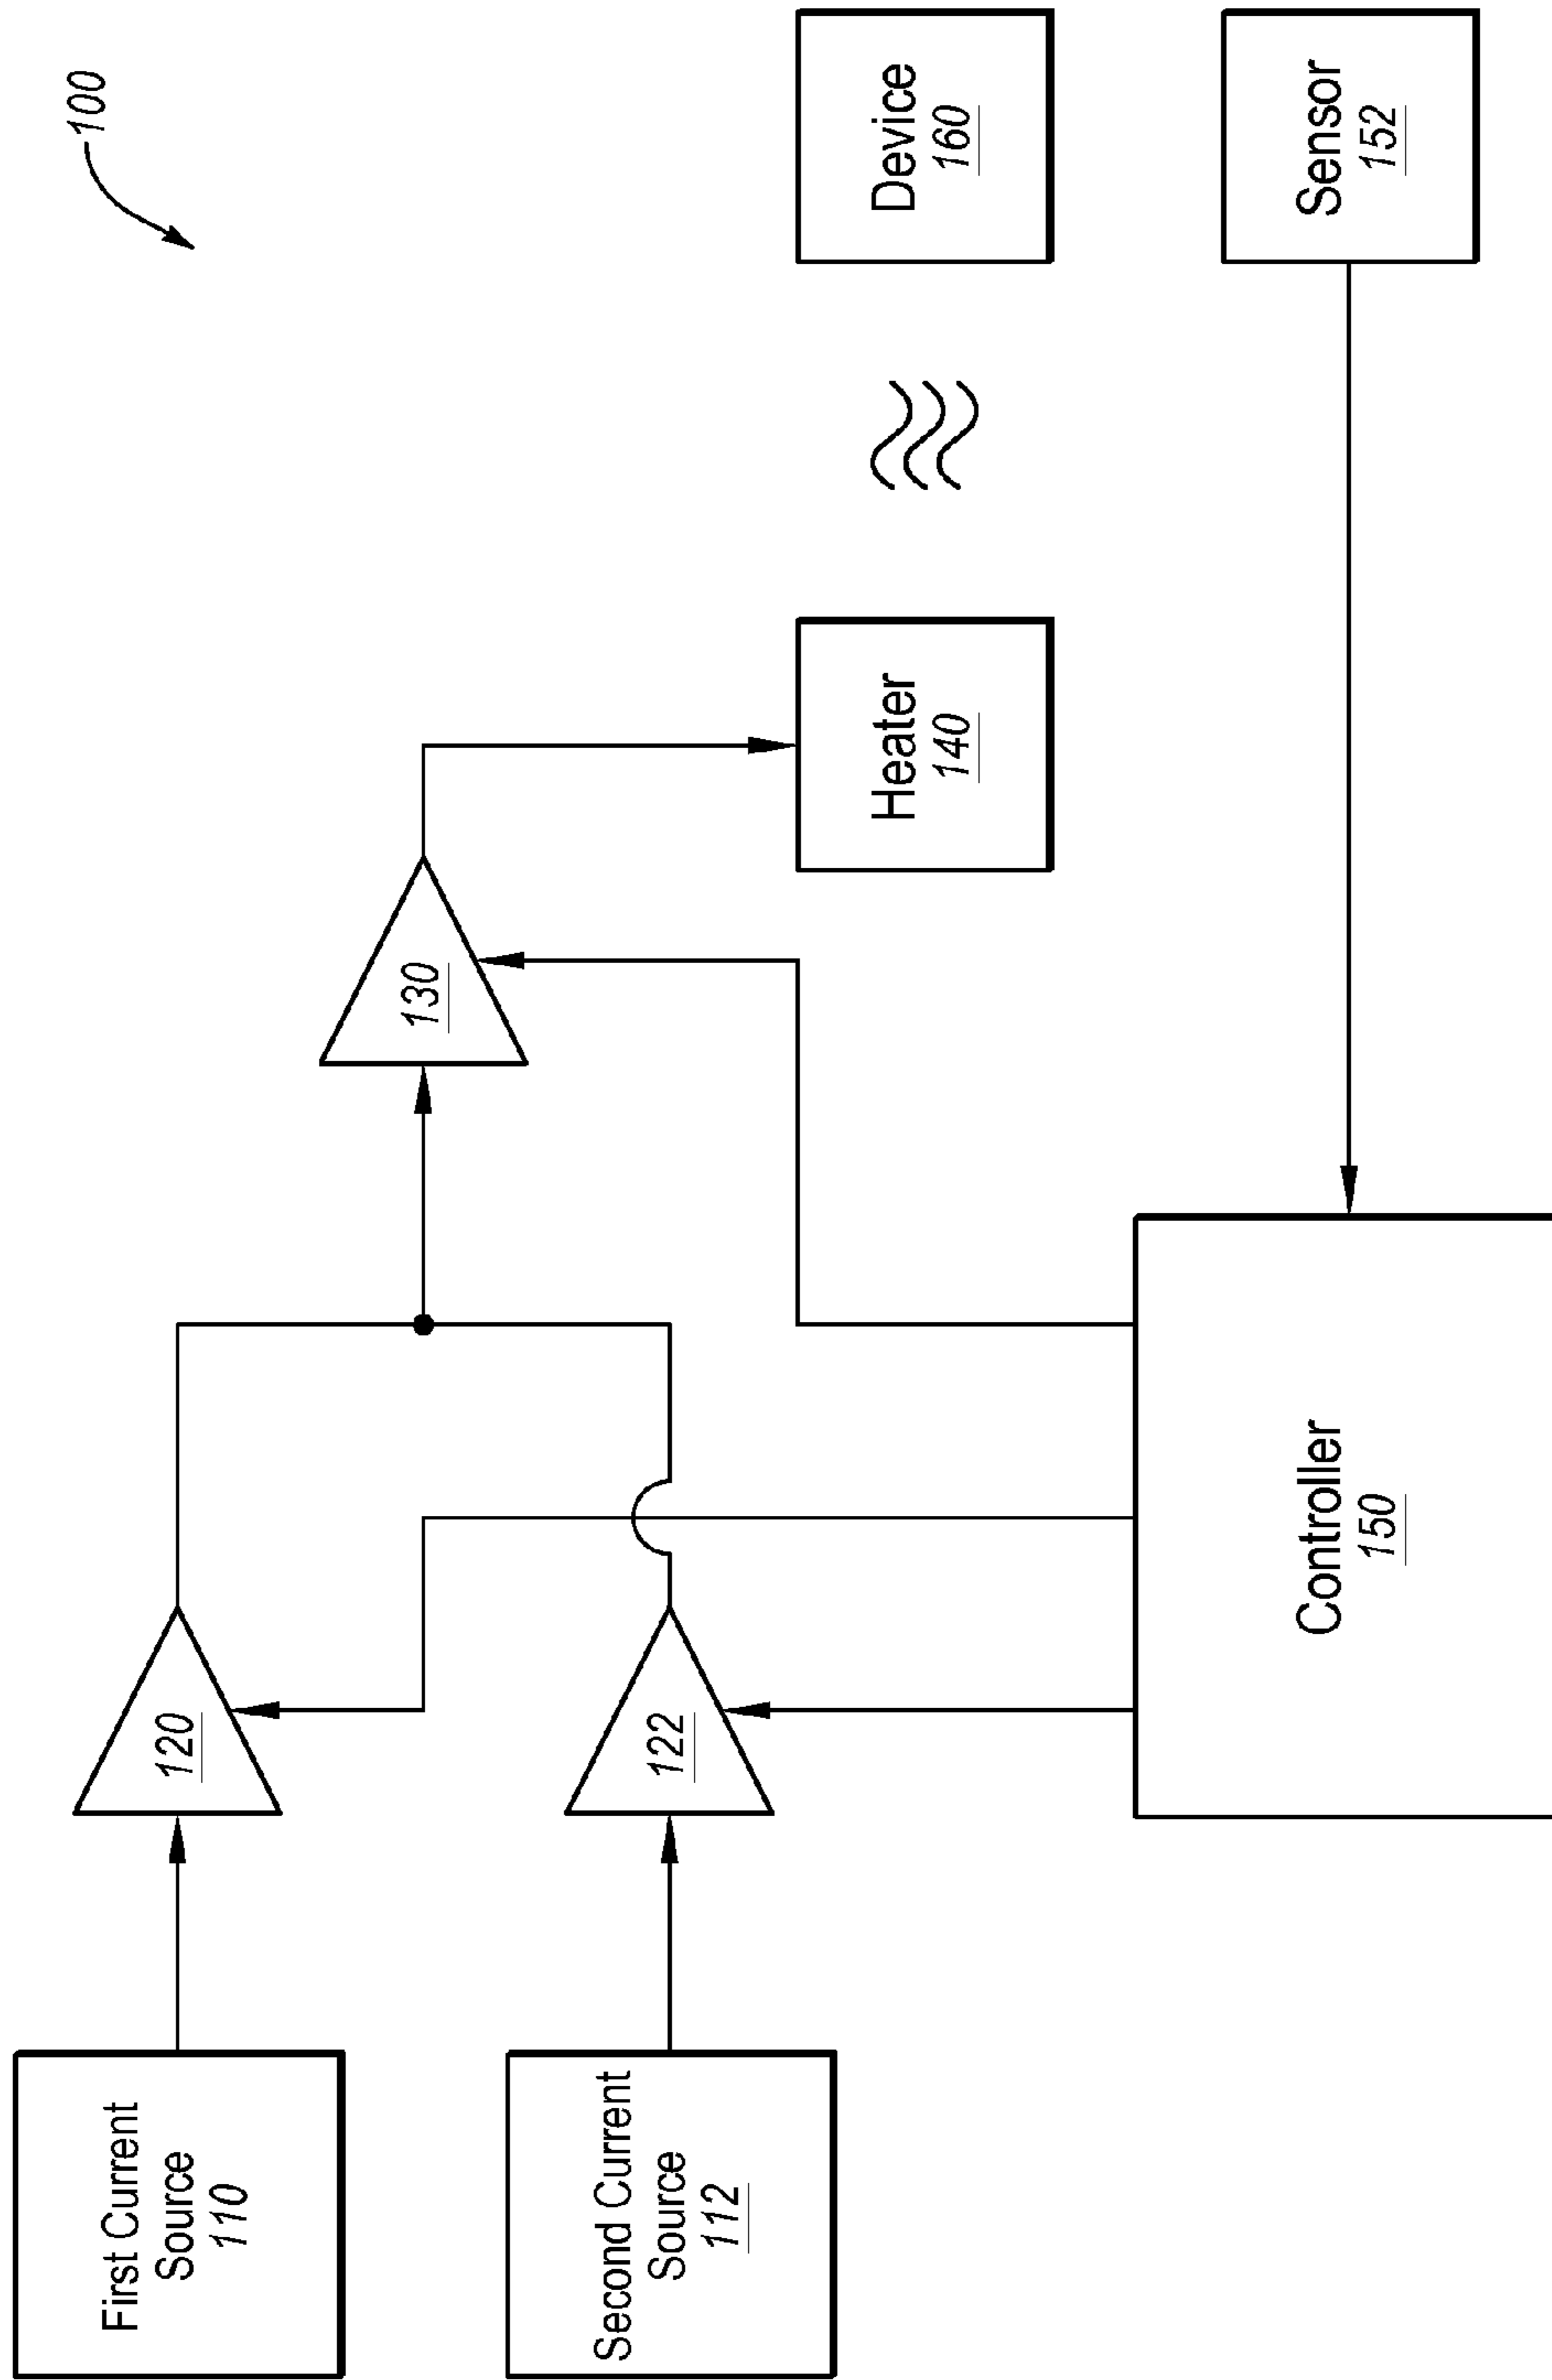 100
First Current
Source
110
120
Second Current
Source
112
122
130
Heater
140
Device
160
Controller
150
Sensor
152